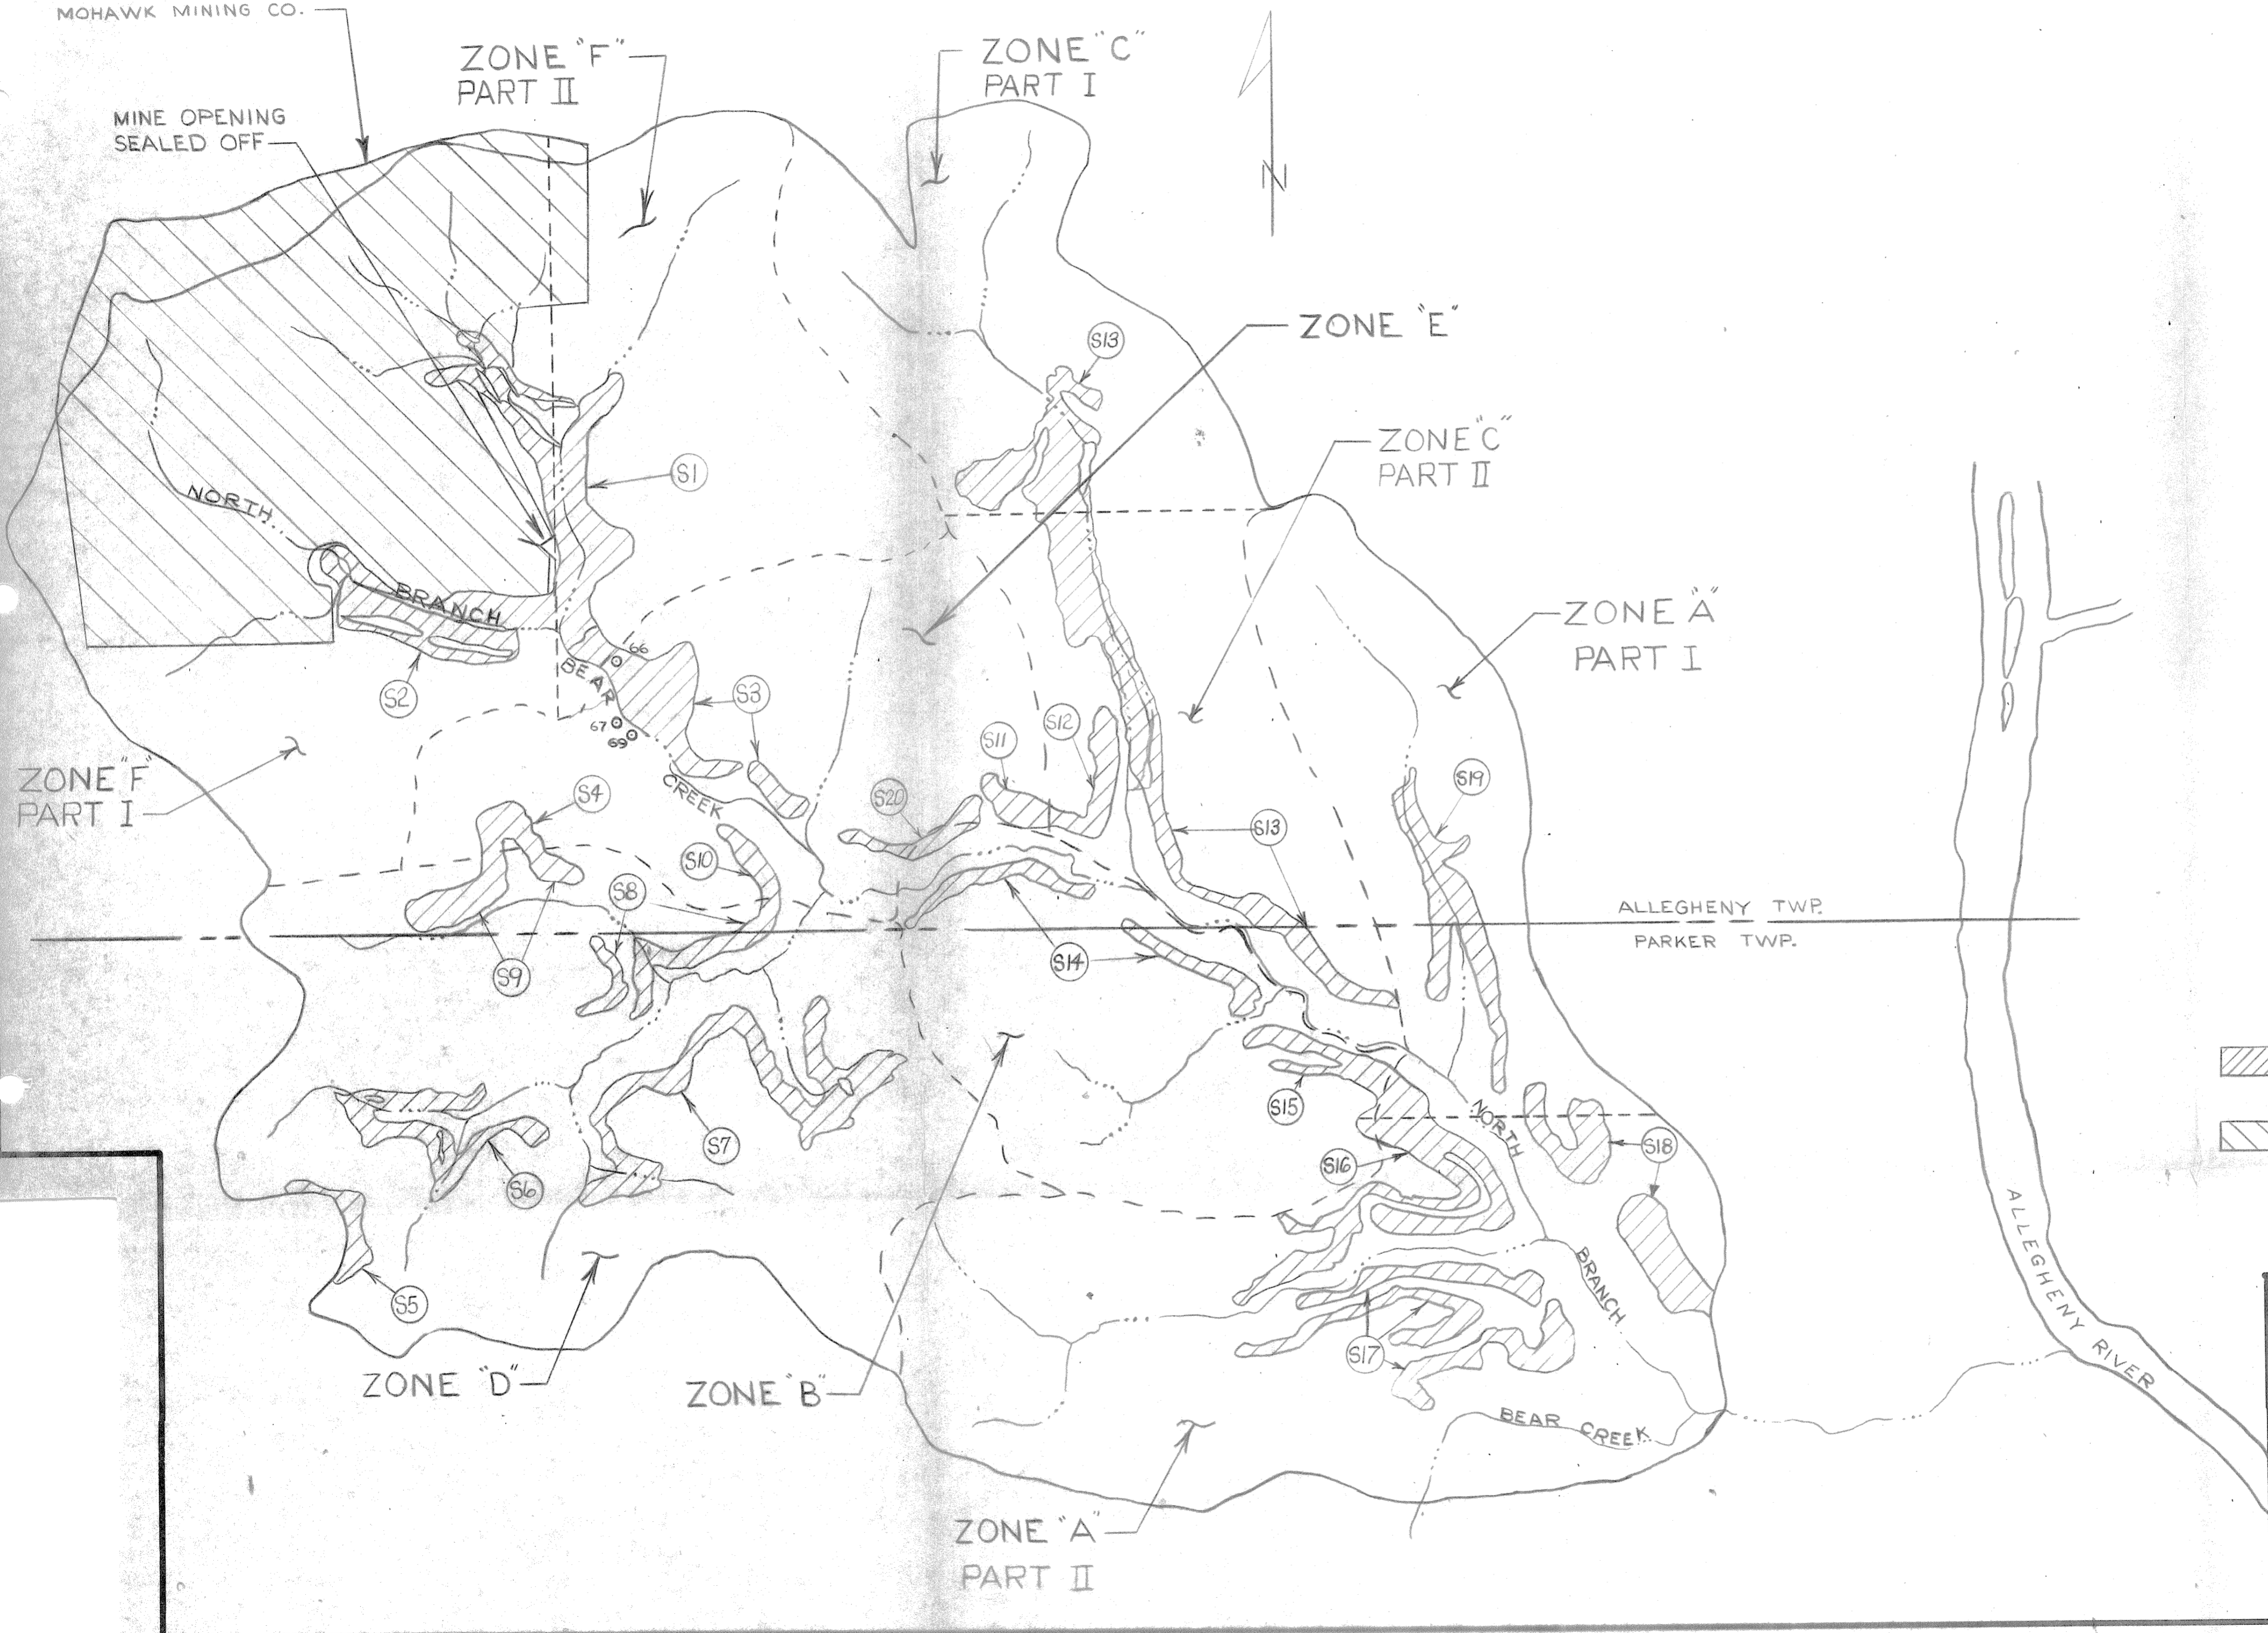 MOHAWK MINING CO.
ZONE "F"
PART II
ZONE "C"
PART I
MINE OPENING
SEALED OFF
N
ZONE "E"
S13
ZONE "C"
PART II
S1
NORTH
BRANCH
ZONE "A"
PART I
66
BEAR
S2
S3
67
69
S12
S11
ZONE "F"
PART I
CREEK
S4
S20
S19
S13
S10
S8
ALLEGHENY TWP.
PARKER TWP.
S9
S14
S15
NORTH
S7
S18
S16
S6
BRANCH
ALLEGHENY RIVER
S5
S17
ZONE "D"
ZONE "B"
BEAR CREEK
ZONE "A"
PART II